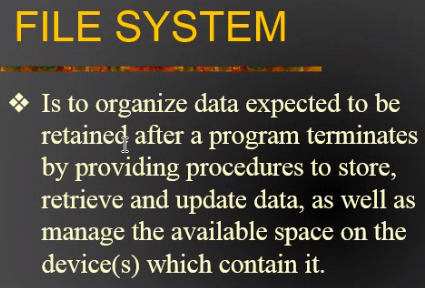 FILE SYSTEM
❖ Is to organize data expected to be
retained after a program terminates
by providing procedures to store,
retrieve and update data, as well as
manage the available space on the
device(s) which contain it.